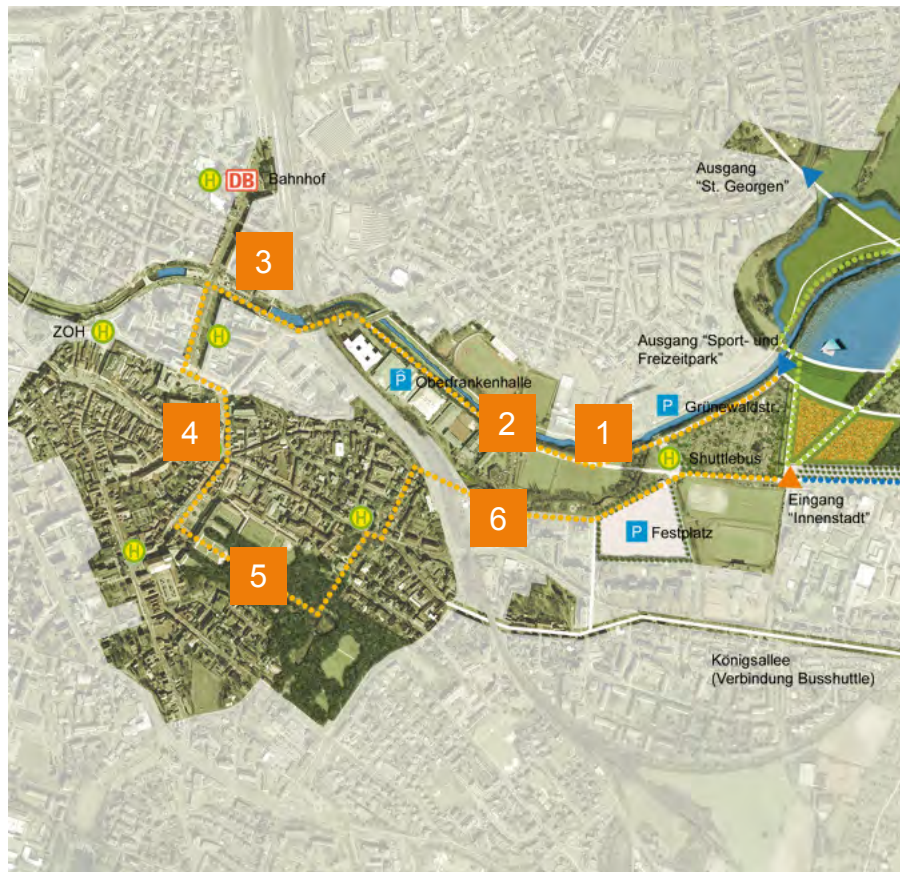 Ausgang
"St. Georgen"
H
DB
Bahnhof
3
ZOH
H
H
Ausgang "Sport- und
Freizeitpark"
P
Oberfrankenhalle
P
Grünewaldstr.
4
2
1
H
Shuttlebus
Eingang
"Innenstadt"
6
H
P
Festplatz
H
5
Königsallee
(Verbindung Busshuttle)